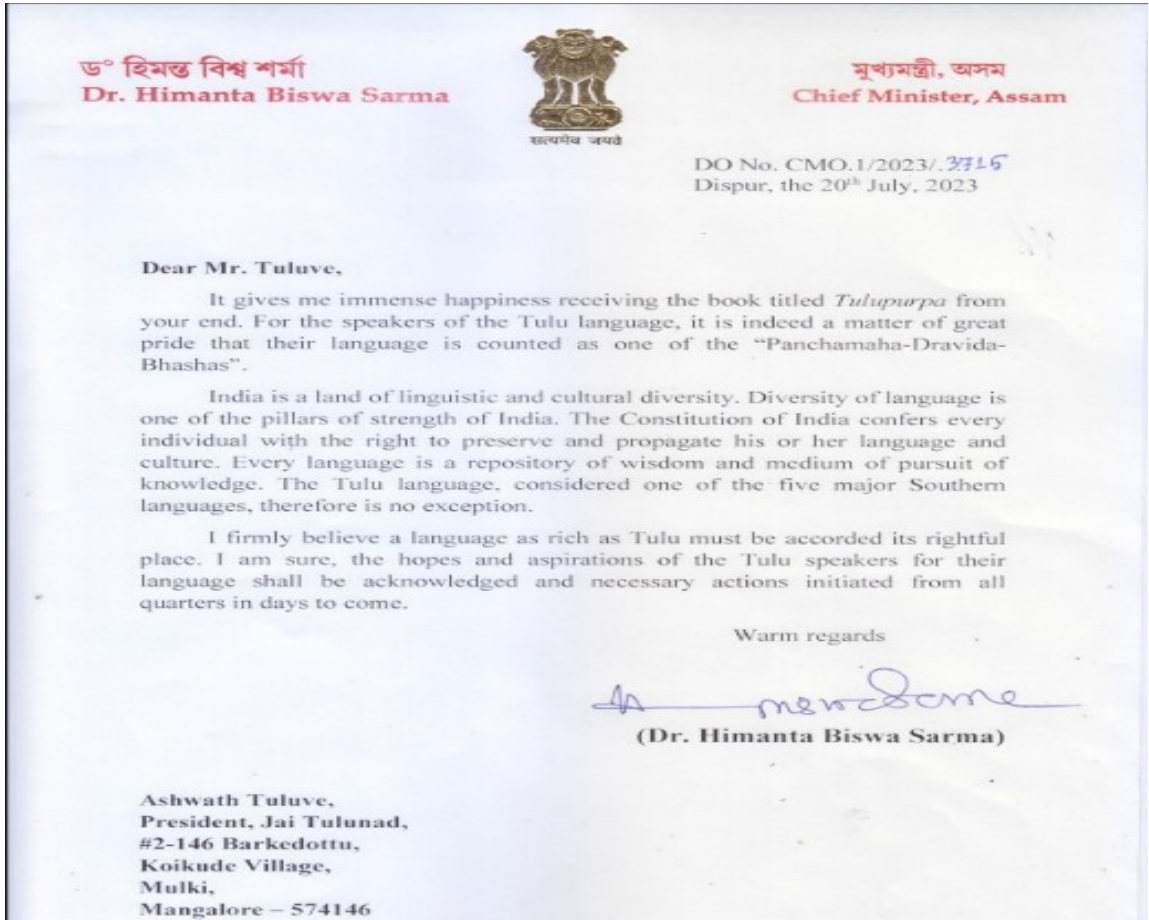 ড° হিমন্ত বিশ্ব শৰ্মা
Dr. Himanta Biswa Sarma
सत्यमेव जयते
মুখ্যমন্ত্ৰী, অসম
Chief Minister, Assam
DO No. CMO.1/2023/.3715
Dispur, the 20th July, 2023
Dear Mr. Tuluve,
It gives me immense happiness receiving the book titled Tulupurpa from
your end. For the speakers of the Tulu language, it is indeed a matter of great
pride that their language is counted as one of the “Panchamaha-Dravida-
Bhashas”.
India is a land of linguistic and cultural diversity. Diversity of language is
one of the pillars of strength of India. The Constitution of India confers every
individual with the right to preserve and propagate his or her language and
culture. Every language is a repository of wisdom and medium of pursuit of
knowledge. The Tulu language, considered one of the five major Southern
languages, therefore is no exception.
I firmly believe a language as rich as Tulu must be accorded its rightful
place. I am sure, the hopes and aspirations of the Tulu speakers for their
language shall be acknowledged and necessary actions initiated from all
quarters in days to come.
Warm regards
(Dr. Himanta Biswa Sarma)
Ashwath Tuluve,
President, Jai Tulunad,
#2-146 Barkedottu,
Koikude Village,
Mulki,
Mangalore – 574146